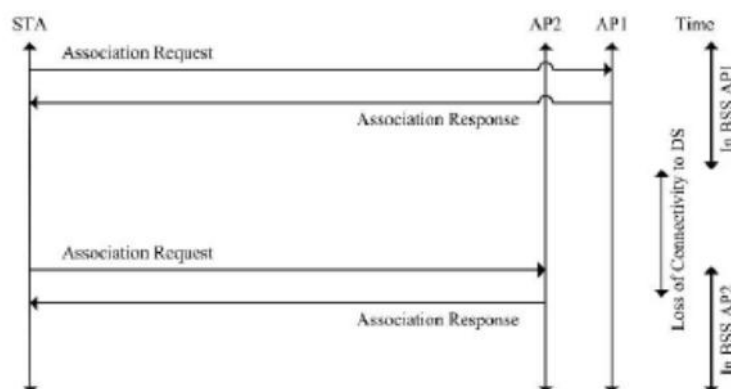 STA
AP2
AP1
Time
Association Request
Association Response
In BSS AP1
Loss of Connectivity to DS
Association Request
Association Response
In BSS AP2